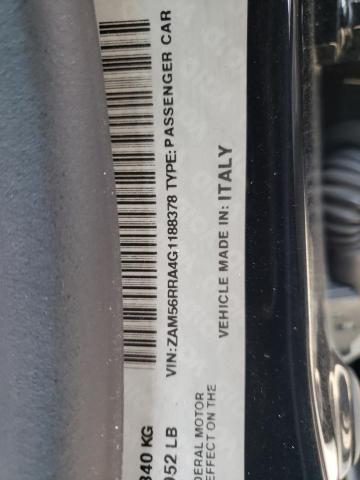 340 KG
952 LB
VIN:ZAM56RRA4G1188378 TYPE: PASSENGER CAR
VEHICLE MADE IN: ITALY
DERAL MOTOR
EFFECT ON THE